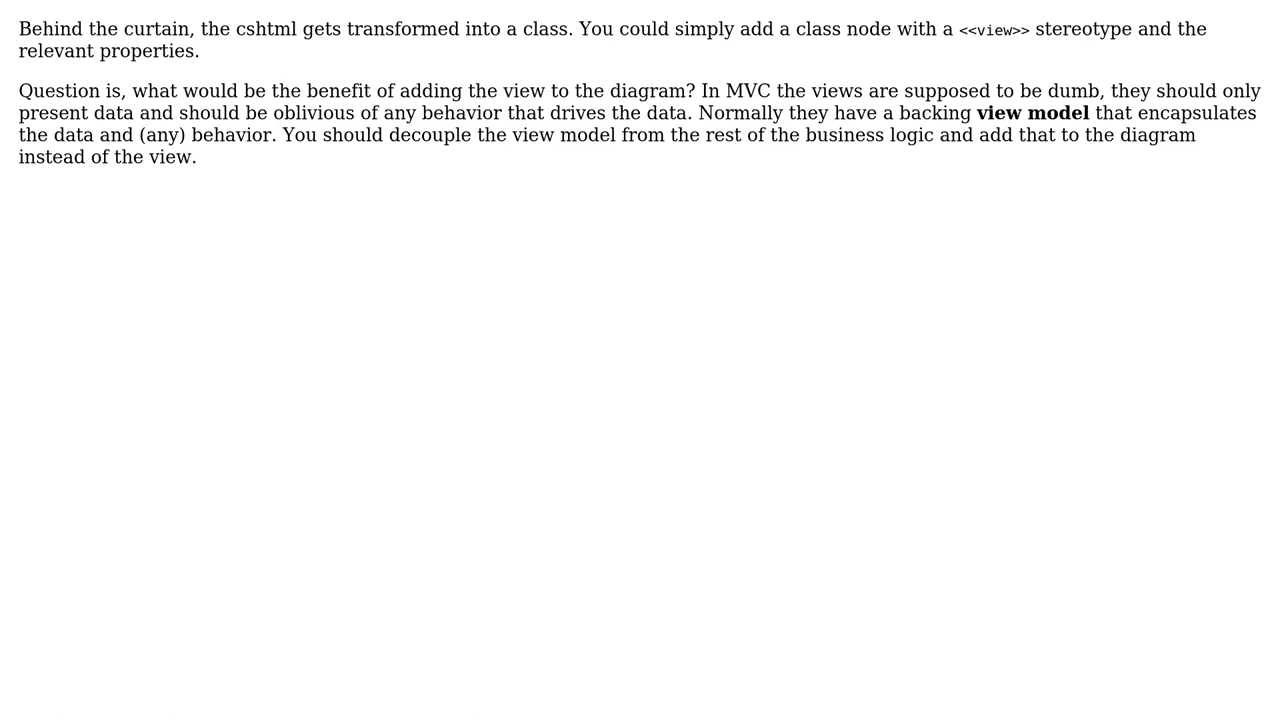 Behind the curtain, the cshtml gets transformed into a class. You could simply add a class node with a <<view>> stereotype and the
relevant properties.
Question is, what would be the benefit of adding the view to the diagram? In MVC the views are supposed to be dumb, they should only
present data and should be oblivious of any behavior that drives the data. Normally they have a backing view model that encapsulates
the data and (any) behavior. You should decouple the view model from the rest of the business logic and add that to the diagram
instead of the view.